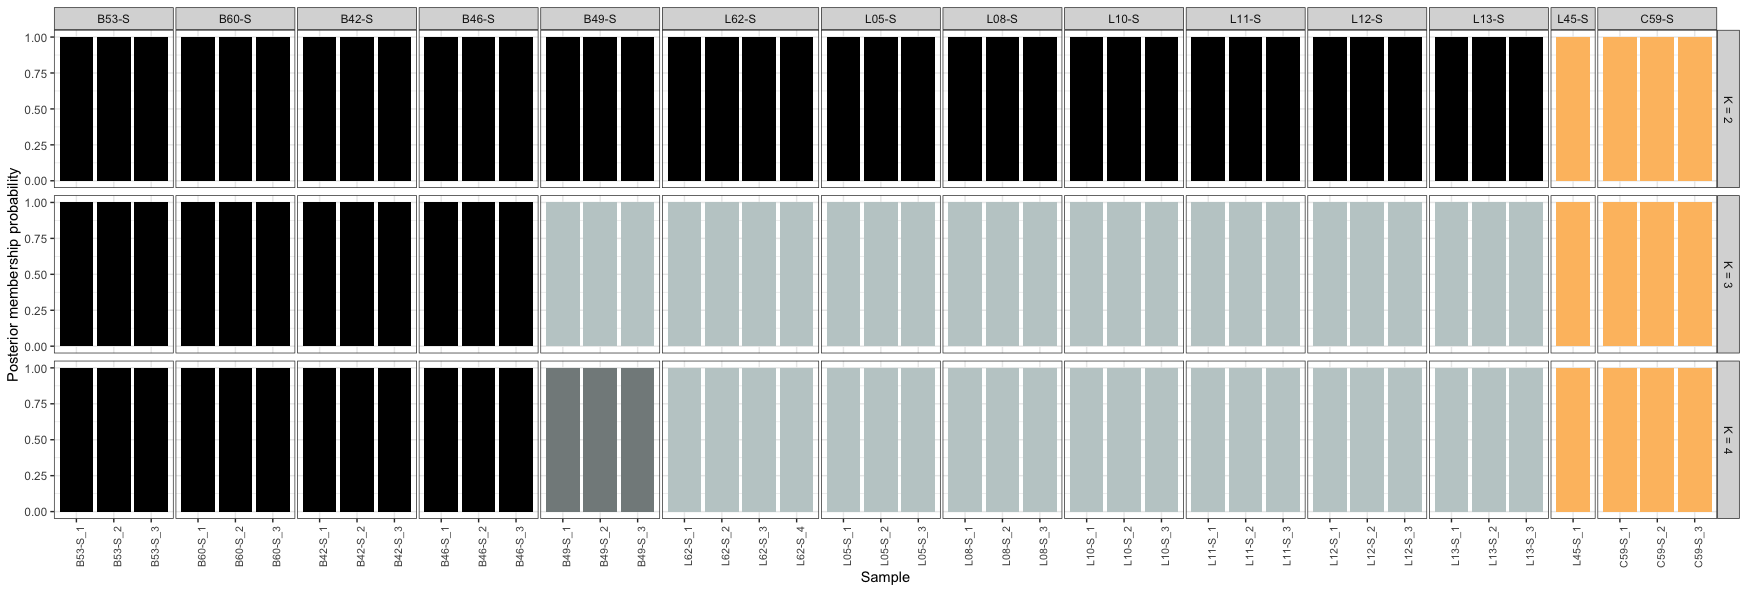 B53-S B60-S B42-S B46-S B49-S L62-S L05-S L08-S L10-S L11-S L12-S L13-S L45-S C59-S
Posterior membership probability
1.00
0.75
0.50
0.25
0.00
K = 2
1.00
0.75
0.50
0.25
0.00
K = 3
1.00
0.75
0.50
0.25
0.00
K = 4
B53-S_1 B53-S_2 B53-S_3 B60-S_1 B60-S_2 B60-S_3 B42-S_1 B42-S_2 B42-S_3 B46-S_1 B46-S_2 B46-S_3 B49-S_1 B49-S_2 B49-S_3 L62-S_1 L62-S_2 L62-S_3 L62-S_4 L05-S_1 L05-S_2 L05-S_3 L08-S_1 L08-S_2 L08-S_3 L10-S_1 L10-S_2 L10-S_3 L11-S_1 L11-S_2 L11-S_3 L12-S_1 L12-S_2 L12-S_3 L13-S_1 L13-S_2 L13-S_3 L45-S_1 C59-S_1 C59-S_2 C59-S_3
Sample